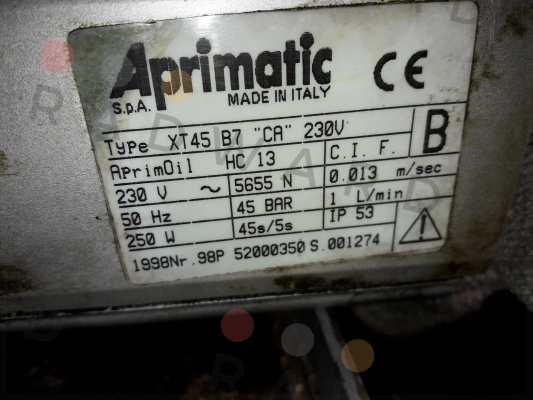 Aprimatic
S.p.A. MADE IN ITALY CE
Type XT45 B7 "CA" 230V B
AprimOil HC 13 C.I.F.
230 V ~ 5655 N 0.013 m/sec
50 Hz 45 BAR 1 L/min
250 W 45s/5s IP 53
1998Nr.98P 52000350 S.001274
RADWARD